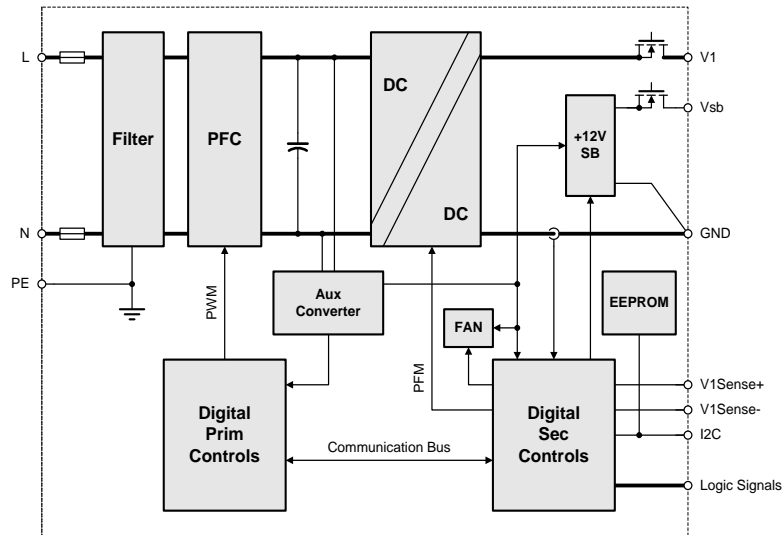 L
V1
DC
Vsb
+12V
SB
Filter
PFC
DC
N
GND
PE
Aux
Converter
EEPROM
PWM
FAN
PFM
V1Sense+
V1Sense-
I2C
Digital
Prim
Controls
Communication Bus
Digital
Sec
Controls
Logic Signals